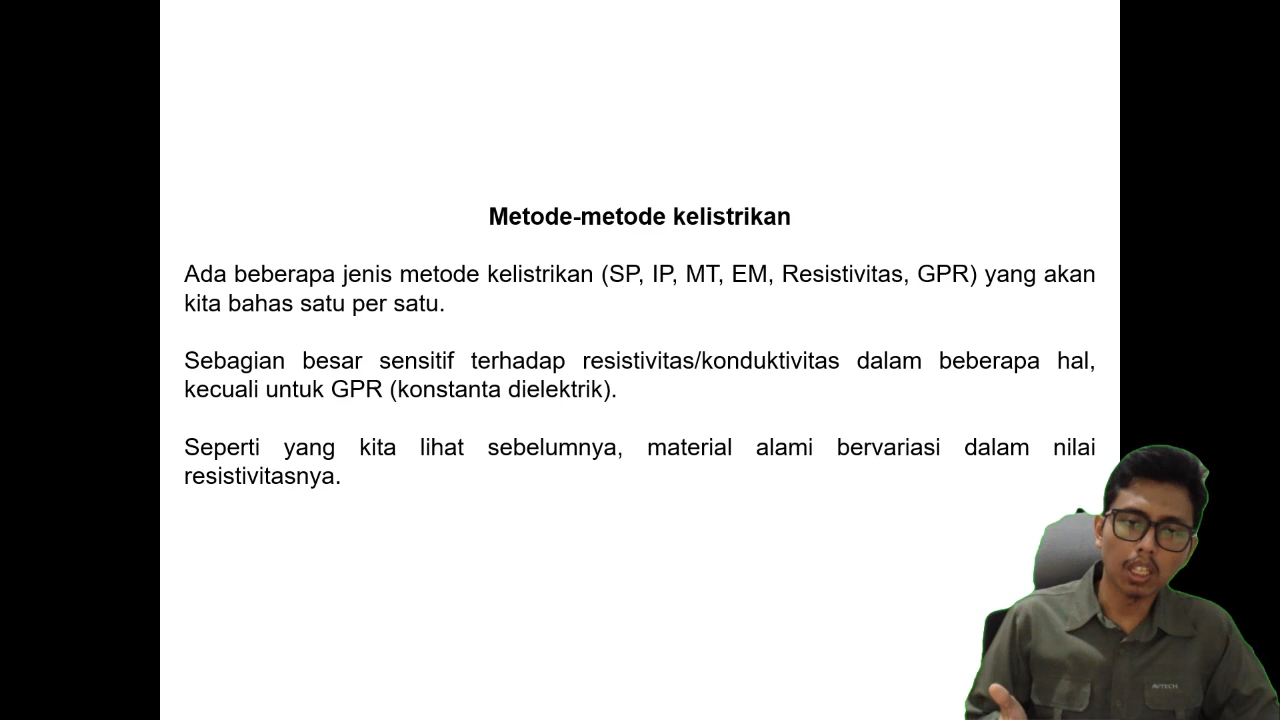 Metode-metode kelistrikan
Ada beberapa jenis metode kelistrikan (SP, IP, MT, EM, Resistivitas, GPR) yang akan
kita bahas satu per satu.
Sebagian besar sensitif terhadap resistivitas/konduktivitas dalam beberapa hal,
kecuali untuk GPR (konstanta dielektrik).
Seperti yang kita lihat sebelumnya, material alami bervariasi dalam nilai
resistivitasnya.